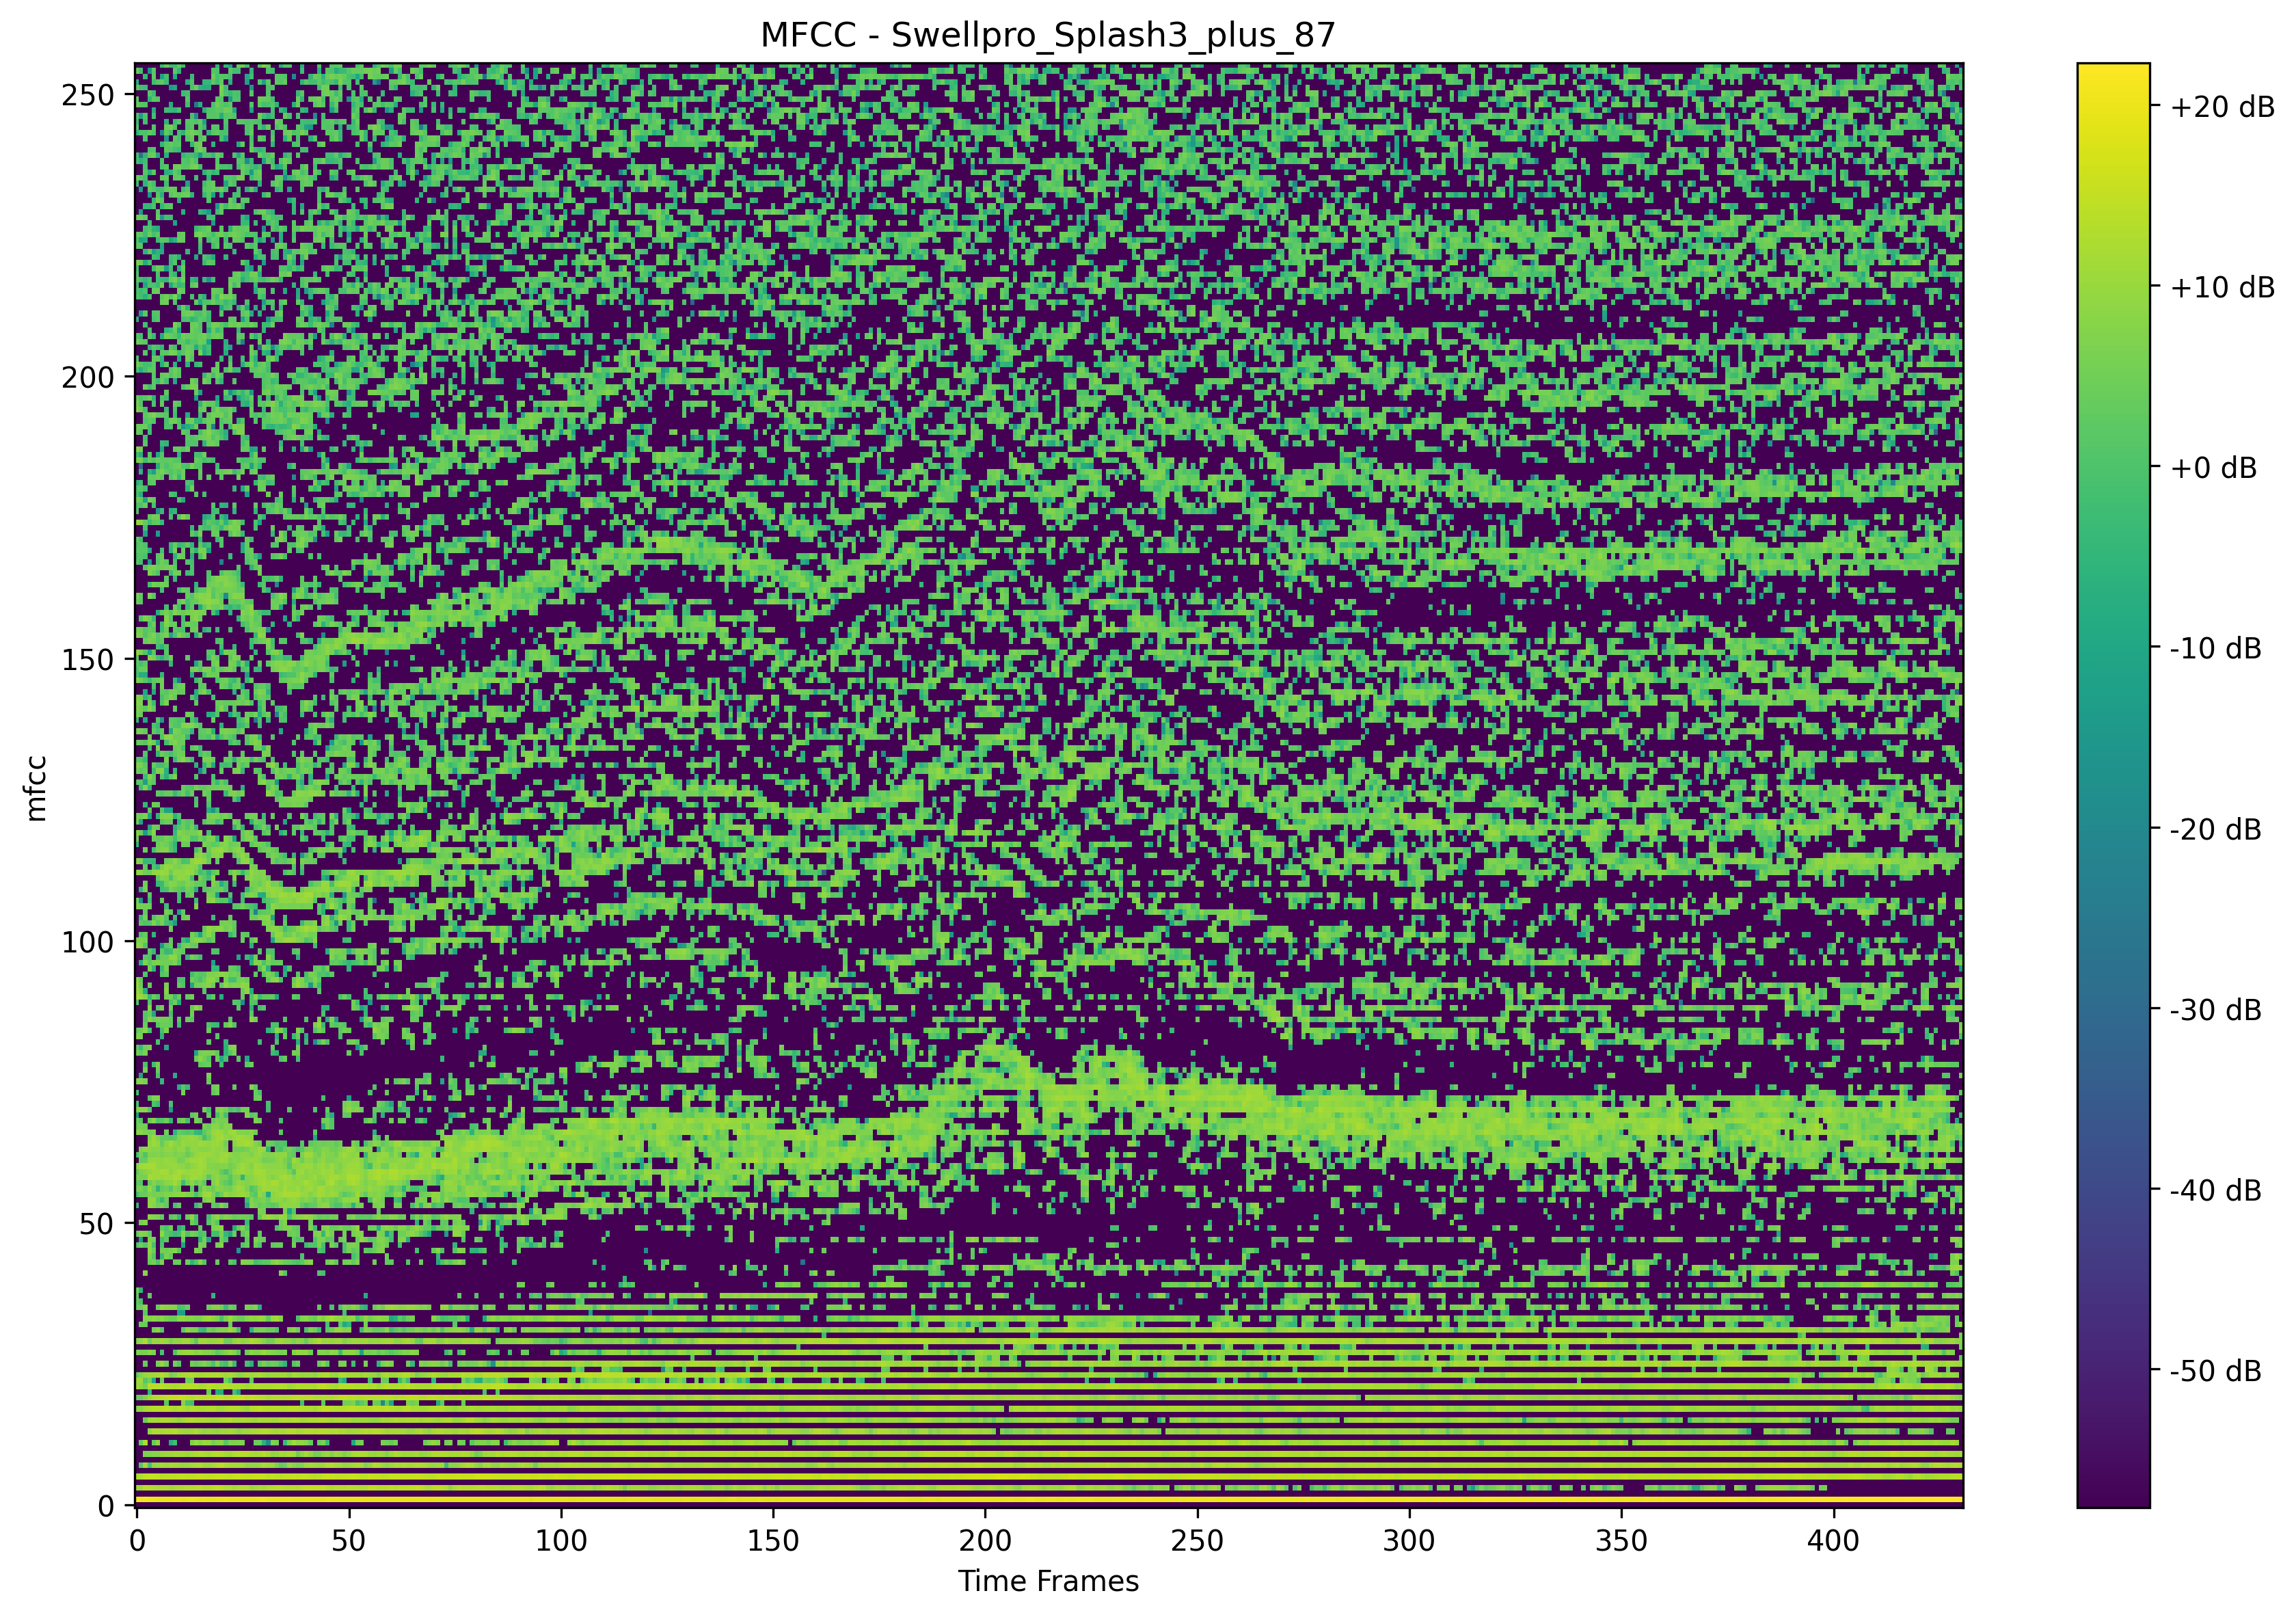 MFCC - Swellpro_Splash3_plus_87
250
200
150
100
50
0
mfcc
0 50 100 150 200 250 300 350 400
Time Frames
+20 dB
+10 dB
+0 dB
-10 dB
-20 dB
-30 dB
-40 dB
-50 dB